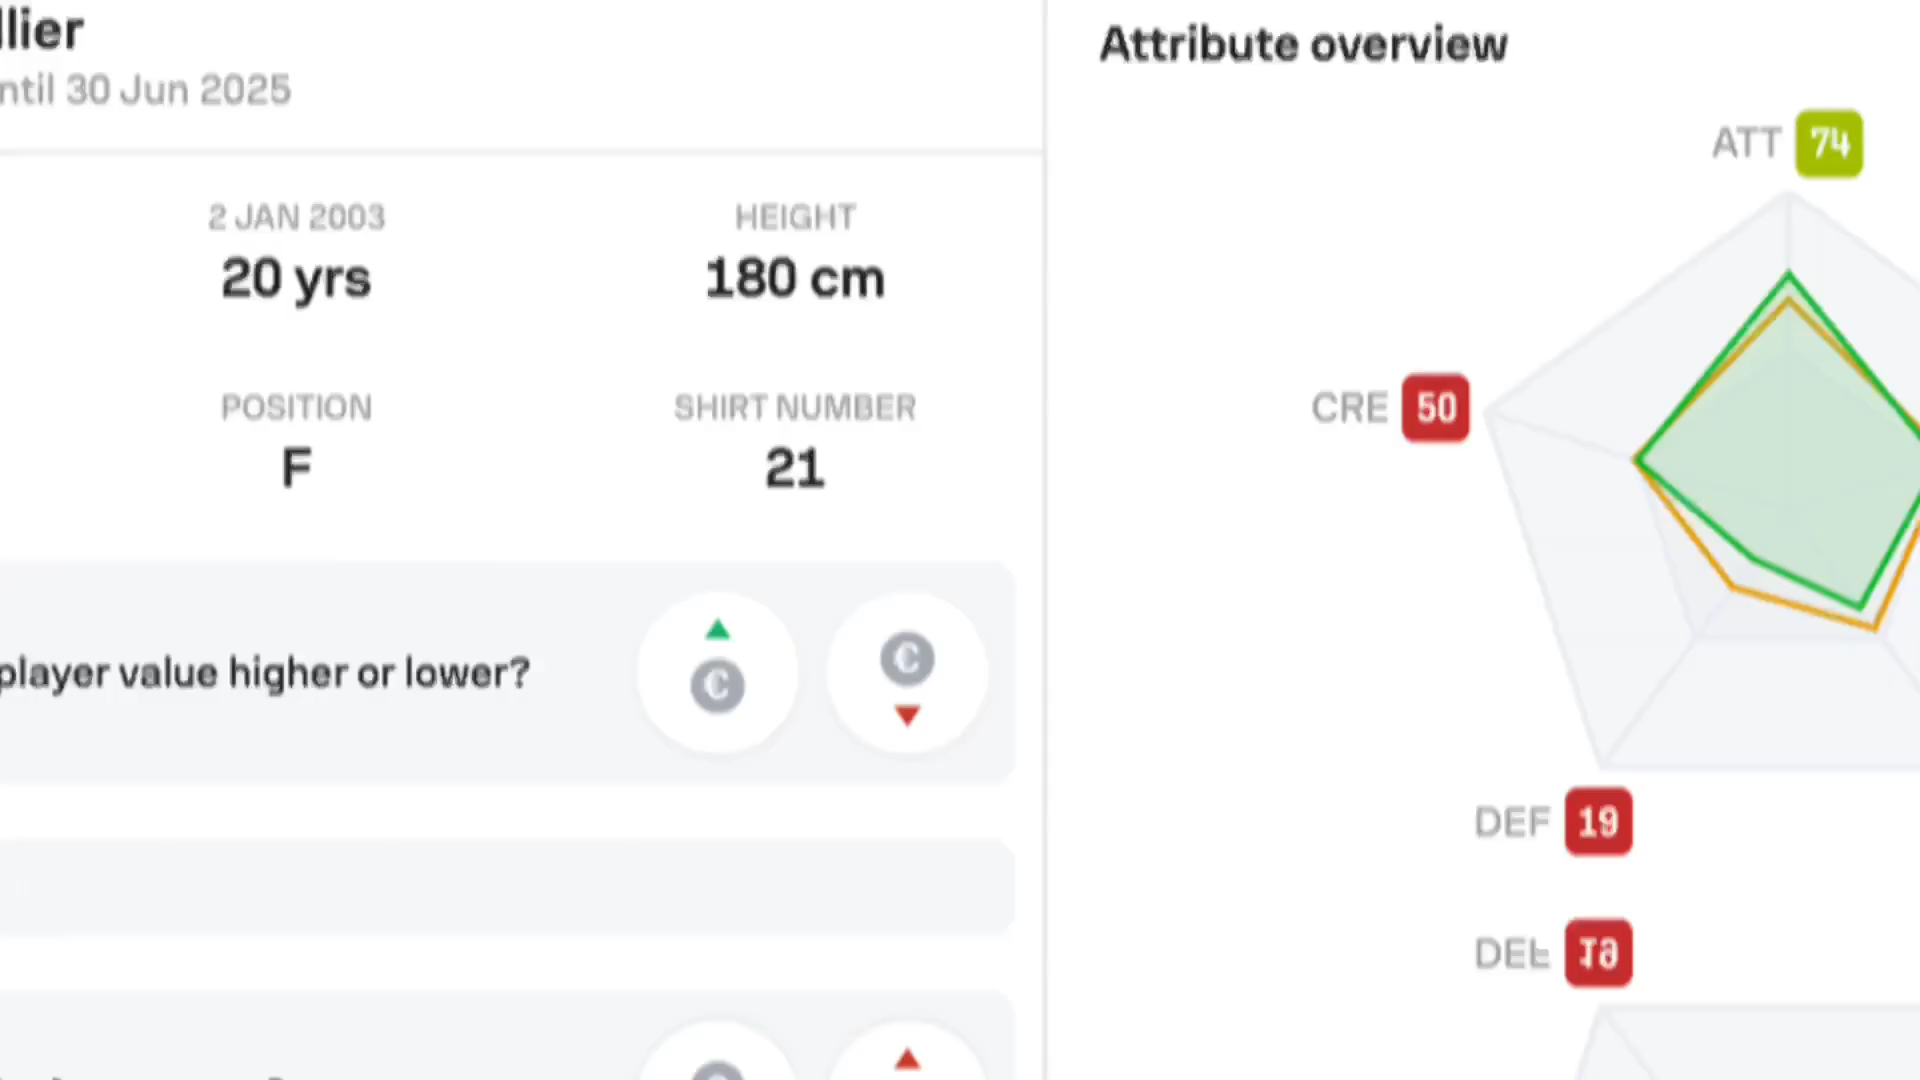 llier
ntil 30 Jun 2025
2 JAN 2003
HEIGHT
20 yrs
180 cm
POSITION
SHIRT NUMBER
F
21
player value higher or lower?
Attribute overview
ATT 74
CRE 50
DEF 19